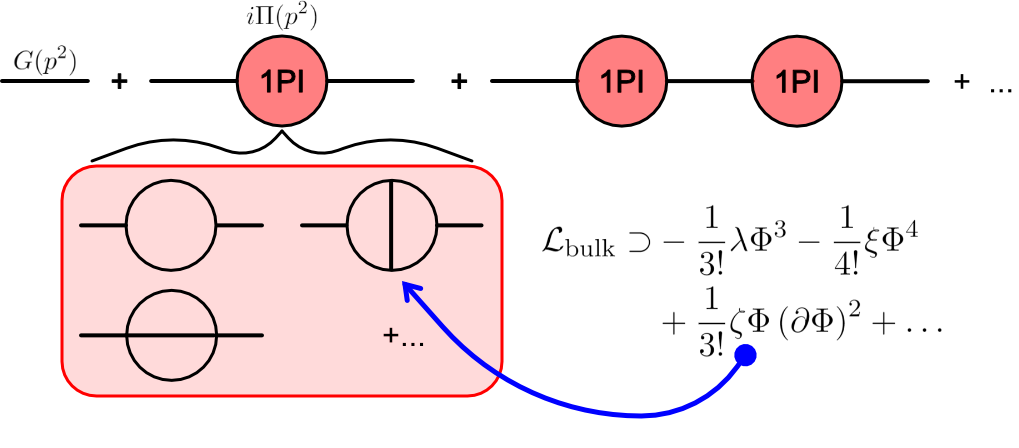 iΠ(p²)
G(p²) + 1PI + 1PI 1PI + ...
ℒ_bulk ⊃ − 1/3! λΦ³ − 1/4! ξΦ⁴
+ 1/3! ζΦ (∂Φ)² + …
+...